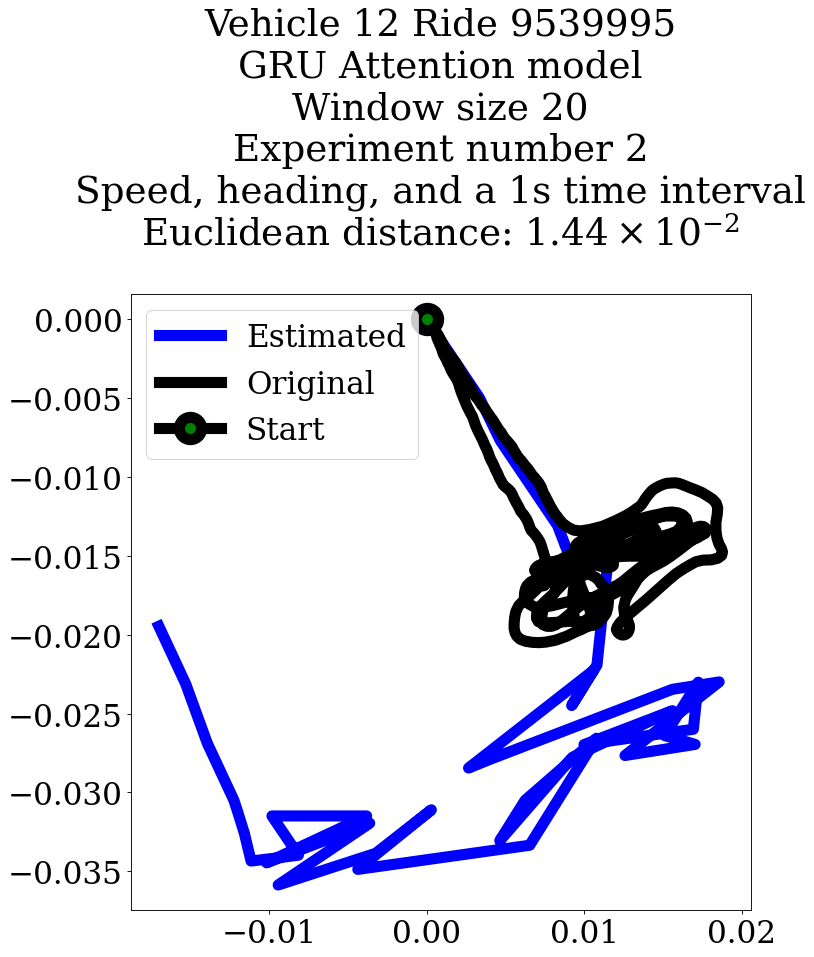 Vehicle 12 Ride 9539995
GRU Attention model
Window size 20
Experiment number 2
Speed, heading, and a 1s time interval
Euclidean distance: 1.44 × 10⁻²
Estimated
Original
Start
0.000
−0.005
−0.010
−0.015
−0.020
−0.025
−0.030
−0.035
−0.01 0.00 0.01 0.02